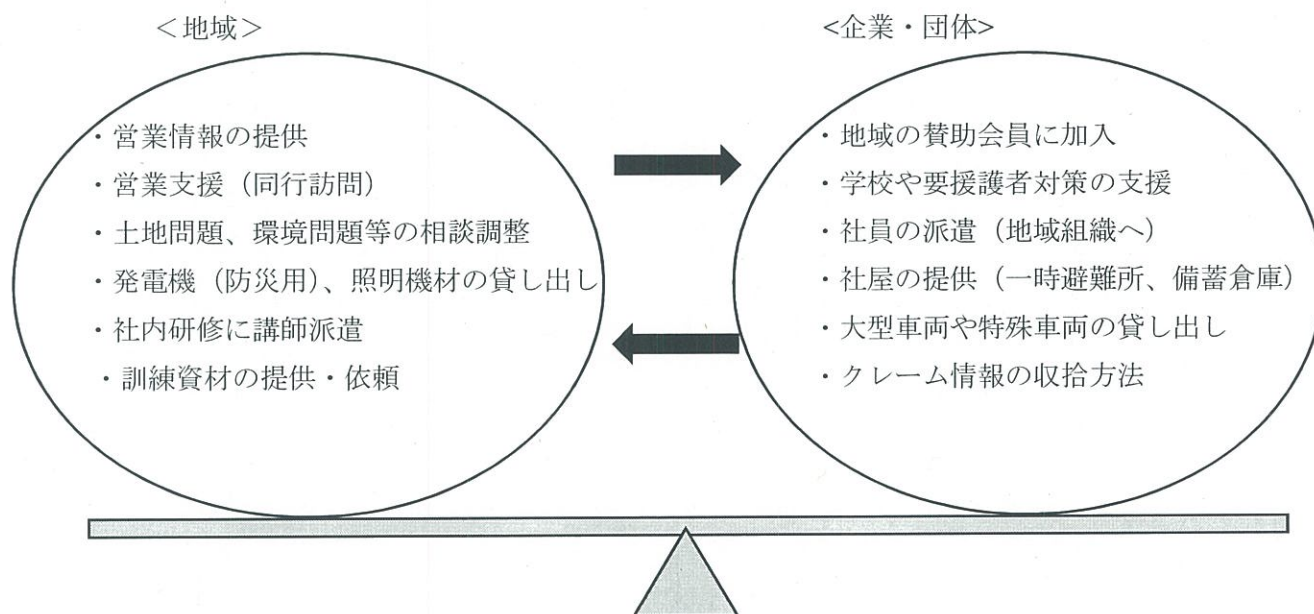 ＜地域＞
・営業情報の提供
・営業支援（同行訪問）
・土地問題、環境問題等の相談調整
・発電機（防災用）、照明機材の貸し出し
・社内研修に講師派遣
・訓練資材の提供・依頼
<企業・団体>
・地域の賛助会員に加入
・学校や要援護者対策の支援
・社員の派遣（地域組織へ）
・社屋の提供（一時避難所、備蓄倉庫）
・大型車両や特殊車両の貸し出し
・クレーム情報の収拾方法